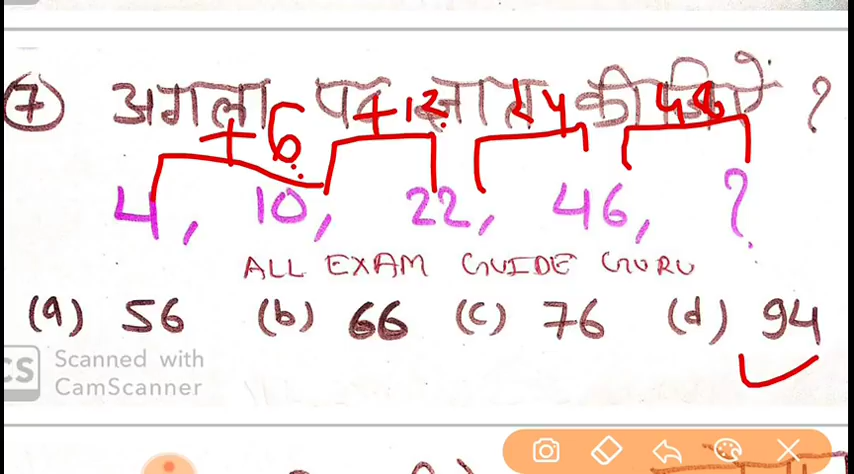 7 अगला पद ज्ञात कीजिए ?
+6 +12 24 48
4, 10, 22, 46, ?
ALL EXAM GUIDE GURU
(a) 56 (b) 66 (c) 76 (d) 94
CS Scanned with
CamScanner